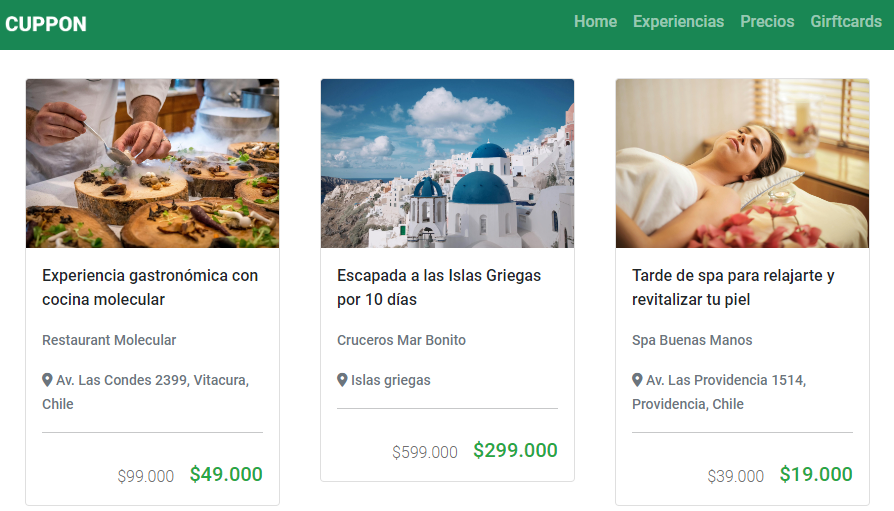 CUPPON
Home Experiencias Precios Girftcards
Experiencia gastronómica con
cocina molecular
Restaurant Molecular
Av. Las Condes 2399, Vitacura,
Chile
$99.000 $49.000
Escapada a las Islas Griegas
por 10 días
Cruceros Mar Bonito
Islas griegas
$599.000 $299.000
Tarde de spa para relajarte y
revitalizar tu piel
Spa Buenas Manos
Av. Las Providencia 1514,
Providencia, Chile
$39.000 $19.000